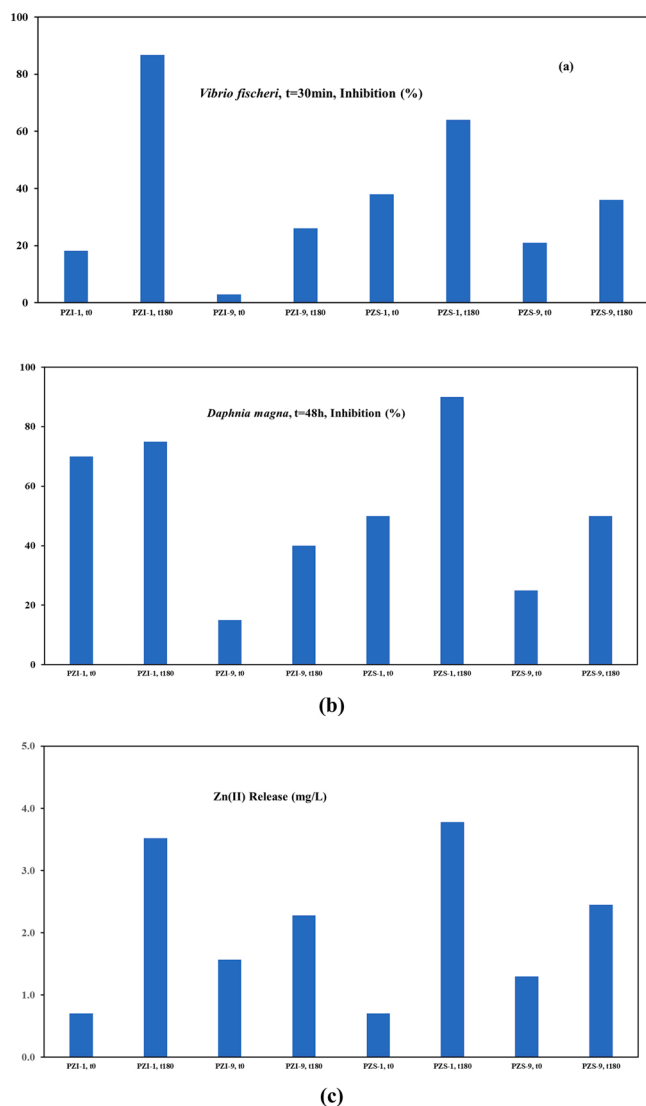 100
(a)
Vibrio fischeri, t=30min, Inhibition (%)
80
60
40
20
0
PZI-1, t0 PZI-1, t180 PZI-9, t0 PZI-9, t180 PZS-1, t0 PZS-1, t180 PZS-9, t0 PZS-9, t180
100
Daphnia magna, t=48h, Inhibition (%)
80
60
40
20
0
PZI-1, t0 PZI-1, t180 PZI-9, t0 PZI-9, t180 PZS-1, t0 PZS-1, t180 PZS-9, t0 PZS-9, t180
(b)
5.0
Zn(II) Release (mg/L)
4.0
3.0
2.0
1.0
0.0
PZI-1, t0 PZI-1, t180 PZI-9, t0 PZI-9, t180 PZS-1, t0 PZS-1, t180 PZS-9, t0 PZS-9, t180
(c)